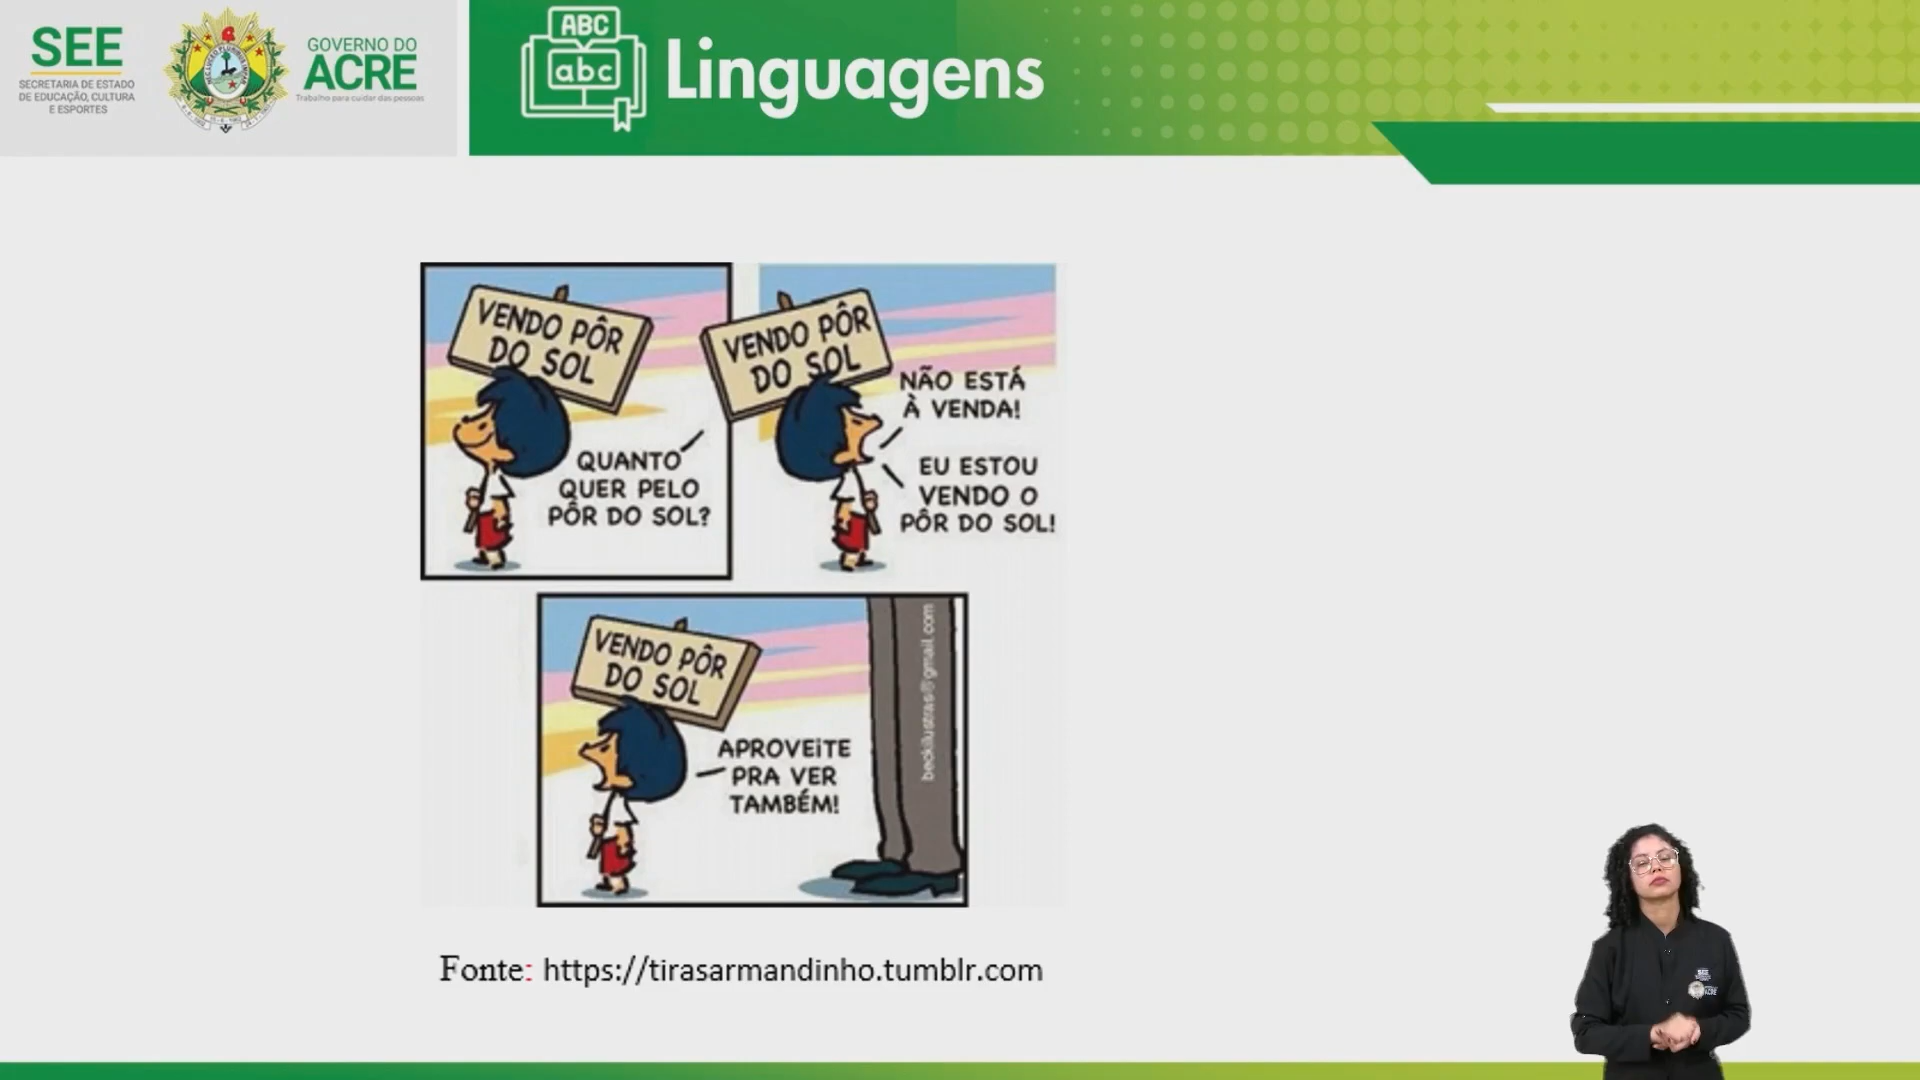 SEE
SECRETARIA DE ESTADO
DE EDUCAÇÃO, CULTURA
E ESPORTES
GOVERNO DO
ACRE
Trabalho para cuidar das pessoas
ABC
abc
Linguagens
VENDO PÔR
DO SOL
QUANTO
QUER PELO
PÔR DO SOL?
VENDO PÔR
DO SOL
NÃO ESTÁ
À VENDA!
EU ESTOU
VENDO O
PÔR DO SOL!
VENDO PÔR
DO SOL
APROVEiTE
PRA VER
TAMBÉM!
beckilustras@gmail.com
Fonte: https://tirasarmandinho.tumblr.com
SEE
ACRE